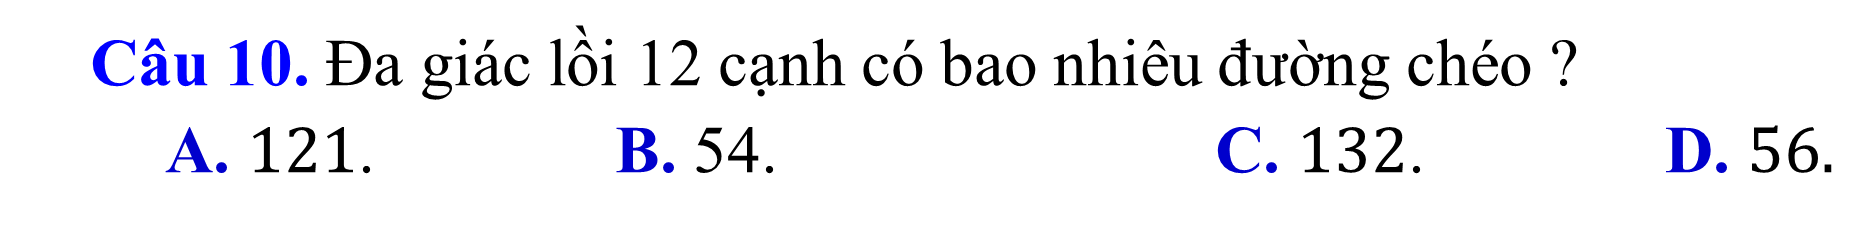 Câu 10. Đa giác lồi 12 cạnh có bao nhiêu đường chéo ?
A. 121. B. 54. C. 132. D. 56.